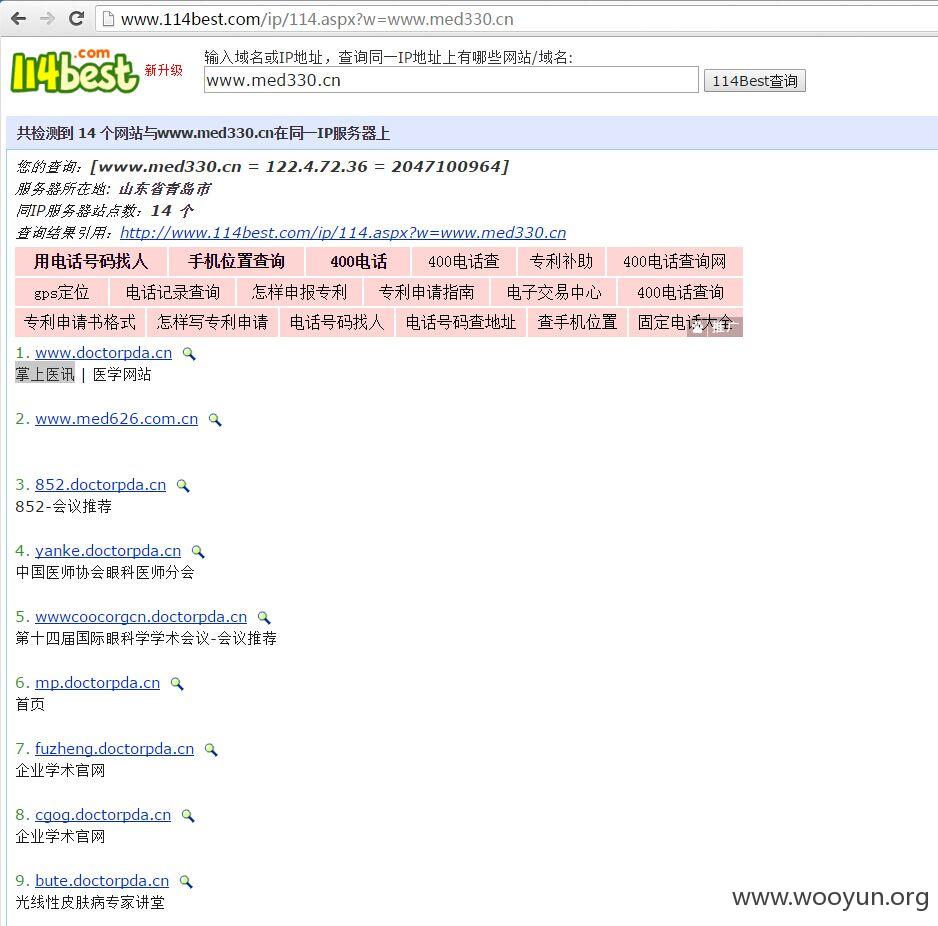 www.114best.com/ip/114.aspx?w=www.med330.cn
114best.com 新升级
输入域名或IP地址，查询同一IP地址上有哪些网站/域名:
www.med330.cn 114Best查询
共检测到 14 个网站与www.med330.cn在同一IP服务器上
您的查询：[www.med330.cn = 122.4.72.36 = 2047100964]
服务器所在地: 山东省青岛市
同IP服务器站点数：14 个
查询结果引用：http://www.114best.com/ip/114.aspx?w=www.med330.cn
用电话号码找人 手机位置查询 400电话 400电话查 专利补助 400电话查询网
gps定位 电话记录查询 怎样申报专利 专利申请指南 电子交易中心 400电话查询
专利申请书格式 怎样写专利申请 电话号码找人 电话号码查地址 查手机位置 固定电话大全
推广
1. www.doctorpda.cn
掌上医讯 | 医学网站
2. www.med626.com.cn
3. 852.doctorpda.cn
852-会议推荐
4. yanke.doctorpda.cn
中国医师协会眼科医师分会
5. wwwcoocorgcn.doctorpda.cn
第十四届国际眼科学学术会议-会议推荐
6. mp.doctorpda.cn
首页
7. fuzheng.doctorpda.cn
企业学术官网
8. cgog.doctorpda.cn
企业学术官网
9. bute.doctorpda.cn
光线性皮肤病专家讲堂
www.wooyun.org